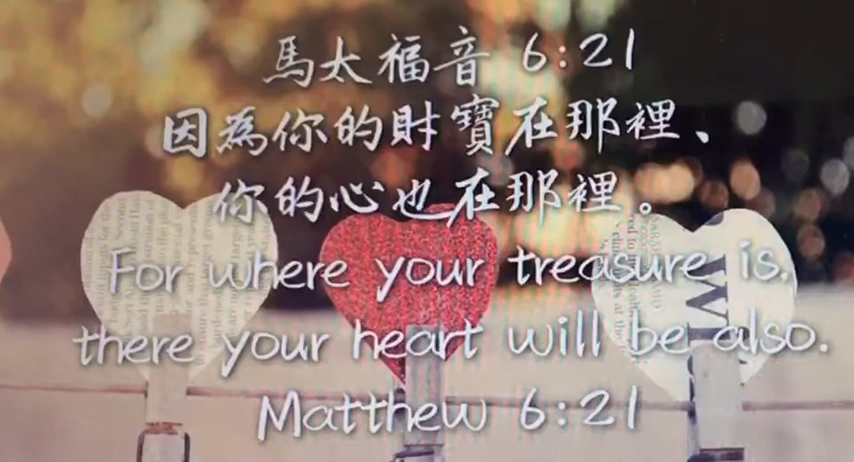 馬太福音 6:21
因為你的財寶在那裡、
你的心也在那裡。
For where your treasure is,
there your heart will be also.
Matthew 6:21